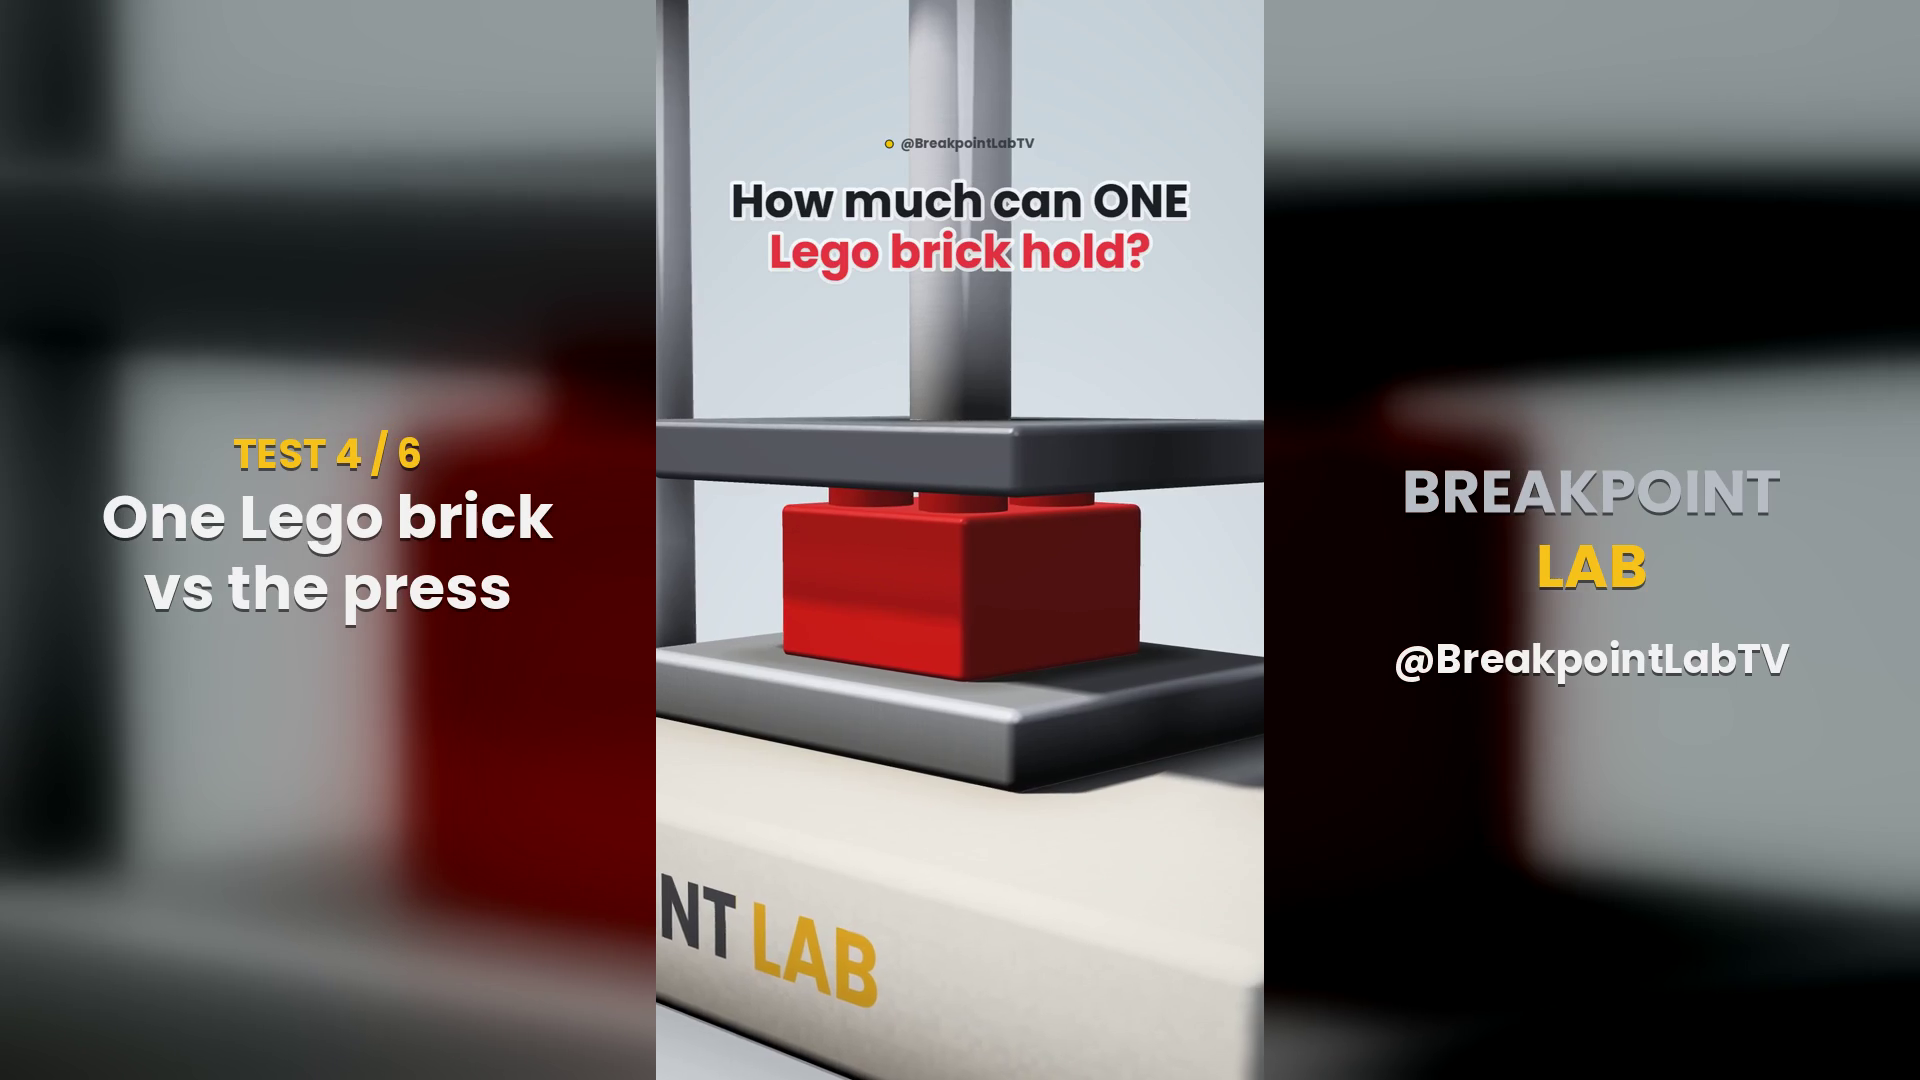 TEST 4 / 6
One Lego brick
vs the press
@BreakpointLabTV
How much can ONE
Lego brick hold?
NT LAB
BREAKPOINT
LAB
@BreakpointLabTV